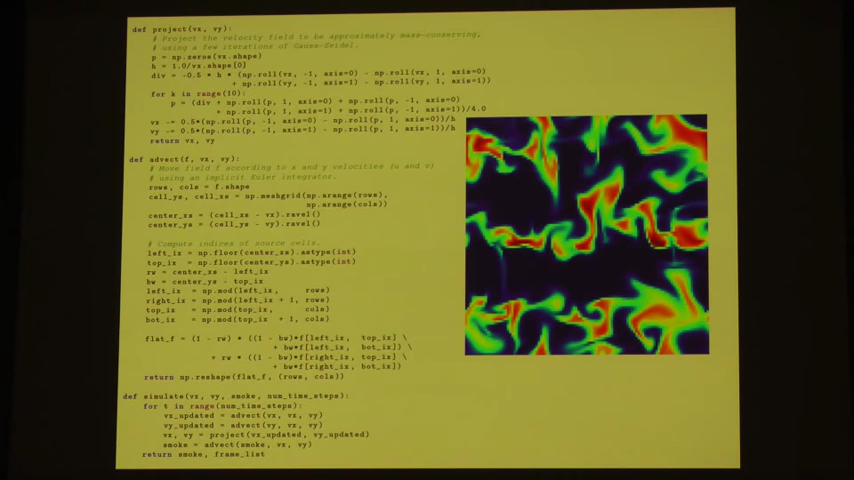 def project(vx, vy):
# Project the velocity field to be approximately mass-conserving,
# using a few iterations of Gauss-Seidel.
p = np.zeros(vx.shape)
h = 1.0/vx.shape[0]
div = -0.5 * h * (np.roll(vx, -1, axis=0) - np.roll(vx, 1, axis=0)
+ np.roll(vy, -1, axis=1) - np.roll(vy, 1, axis=1))
for k in range(10):
p = (div + np.roll(p, 1, axis=0) + np.roll(p, -1, axis=0)
+ np.roll(p, 1, axis=1) + np.roll(p, -1, axis=1))/4.0
vx -= 0.5*(np.roll(p, -1, axis=0) - np.roll(p, 1, axis=0))/h
vy -= 0.5*(np.roll(p, -1, axis=1) - np.roll(p, 1, axis=1))/h
return vx, vy
def advect(f, vx, vy):
# Move field f according to x and y velocities (u and v)
# using an implicit Euler integrator.
rows, cols = f.shape
cell_ys, cell_xs = np.meshgrid(np.arange(rows),
np.arange(cols))
center_xs = (cell_xs - vx).ravel()
center_ys = (cell_ys - vy).ravel()
# Compute indices of source cells.
left_ix = np.floor(center_xs).astype(int)
top_ix = np.floor(center_ys).astype(int)
rw = center_xs - left_ix
bw = center_ys - top_ix
left_ix = np.mod(left_ix, rows)
right_ix = np.mod(left_ix + 1, rows)
top_ix = np.mod(top_ix, cols)
bot_ix = np.mod(top_ix + 1, cols)
flat_f = (1 - rw) * ((1 - bw)*f[left_ix, top_ix] \
+ bw*f[left_ix, bot_ix]) \
+ rw * ((1 - bw)*f[right_ix, top_ix] \
+ bw*f[right_ix, bot_ix])
return np.reshape(flat_f, (rows, cols))
def simulate(vx, vy, smoke, num_time_steps):
for t in range(num_time_steps):
vx_updated = advect(vx, vx, vy)
vy_updated = advect(vy, vx, vy)
vx, vy = project(vx_updated, vy_updated)
smoke = advect(smoke, vx, vy)
return smoke, frame_list